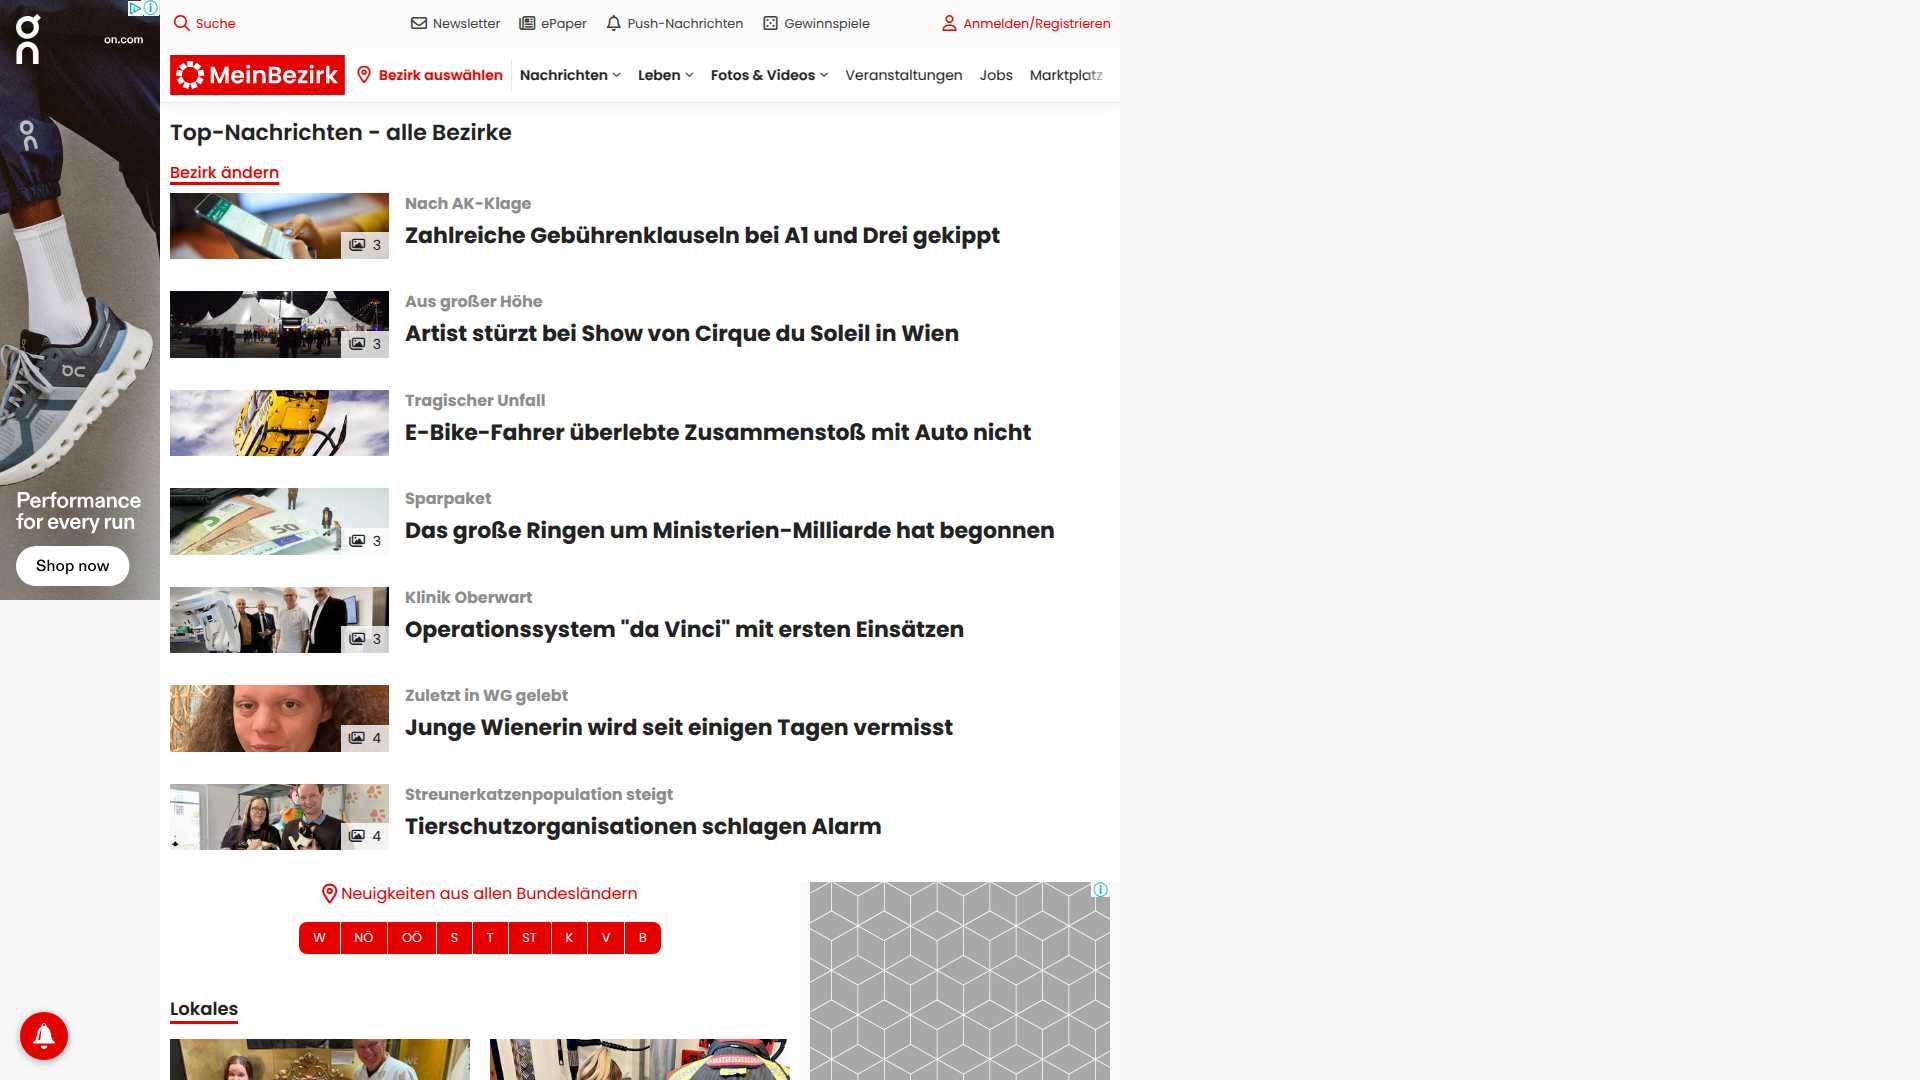 on.com
Performance
for every run
Shop now
Suche
Newsletter
ePaper
Push-Nachrichten
Gewinnspiele
Anmelden/Registrieren
MeinBezirk
Bezirk auswählen
Nachrichten
Leben
Fotos & Videos
Veranstaltungen
Jobs
Marktplatz
Top-Nachrichten - alle Bezirke
Bezirk ändern
3
Nach AK-Klage
Zahlreiche Gebührenklauseln bei A1 und Drei gekippt
3
Aus großer Höhe
Artist stürzt bei Show von Cirque du Soleil in Wien
Tragischer Unfall
E-Bike-Fahrer überlebte Zusammenstoß mit Auto nicht
3
Sparpaket
Das große Ringen um Ministerien-Milliarde hat begonnen
3
Klinik Oberwart
Operationssystem "da Vinci" mit ersten Einsätzen
4
Zuletzt in WG gelebt
Junge Wienerin wird seit einigen Tagen vermisst
4
Streunerkatzenpopulation steigt
Tierschutzorganisationen schlagen Alarm
Neuigkeiten aus allen Bundesländern
W NÖ OÖ S T ST K V B
Lokales